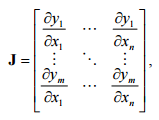 J = [ ∂y₁/∂x₁ ⋯ ∂y₁/∂xₙ
⋮ ⋱ ⋮
∂yₘ/∂x₁ ⋯ ∂yₘ/∂xₙ ] ,